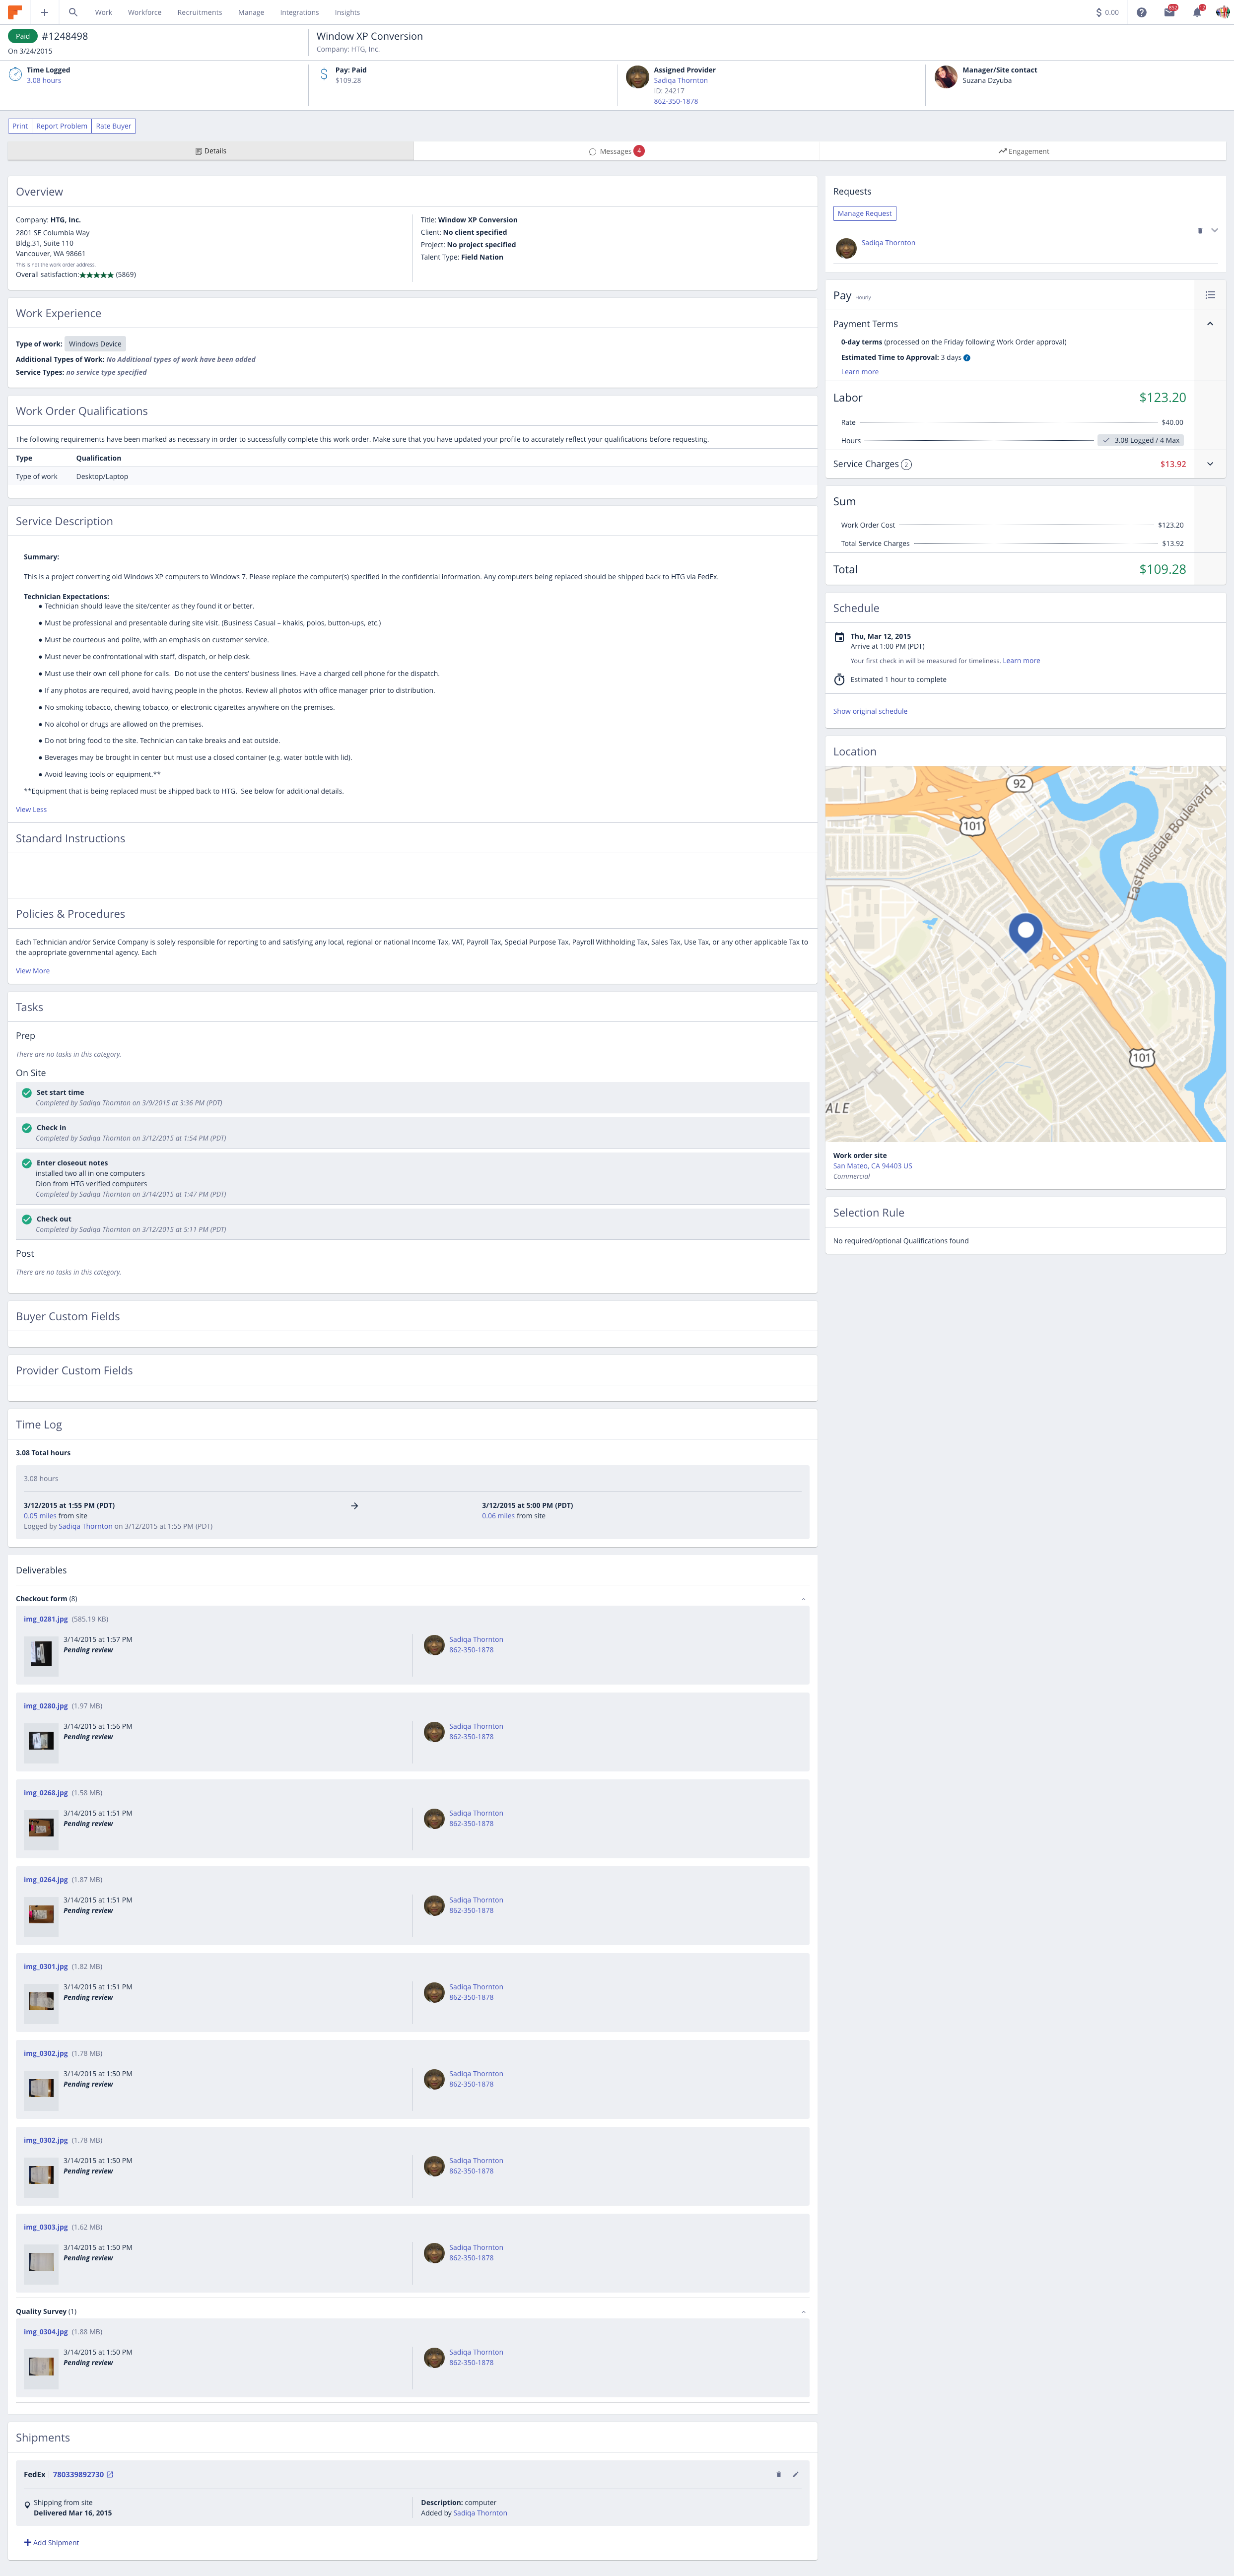 Work Workforce Recruitments Manage Integrations Insights
$ 0.00
Paid #1248498
On 3/24/2015
Window XP Conversion
Company: HTG, Inc.
Time Logged
3.08 hours
Pay: Paid
$109.28
Assigned Provider
Sadiqa Thornton
ID: 24217
862-350-1878
Manager/Site contact
Suzana Dzyuba
Print Report Problem Rate Buyer
Details
Messages 4
Engagement
Overview
Company: HTG, Inc.
2801 SE Columbia Way
Bldg.31, Suite 110
Vancouver, WA 98661
This is not the work order address.
Overall satisfaction:★★★★★ (5869)
Title: Window XP Conversion
Client: No client specified
Project: No project specified
Talent Type: Field Nation
Work Experience
Type of work: Windows Device
Additional Types of Work: No Additional types of work have been added
Service Types: no service type specified
Work Order Qualifications
The following requirements have been marked as necessary in order to successfully complete this work order. Make sure that you have updated your profile to accurately reflect your qualifications before requesting.
Type Qualification
Type of work Desktop/Laptop
Service Description
Summary:
This is a project converting old Windows XP computers to Windows 7. Please replace the computer(s) specified in the confidential information. Any computers being replaced should be shipped back to HTG via FedEx.
Technician Expectations:
● Technician should leave the site/center as they found it or better.
● Must be professional and presentable during site visit. (Business Casual – khakis, polos, button-ups, etc.)
● Must be courteous and polite, with an emphasis on customer service.
● Must never be confrontational with staff, dispatch, or help desk.
● Must use their own cell phone for calls.  Do not use the centers' business lines. Have a charged cell phone for the dispatch.
● If any photos are required, avoid having people in the photos. Review all photos with office manager prior to distribution.
● No smoking tobacco, chewing tobacco, or electronic cigarettes anywhere on the premises.
● No alcohol or drugs are allowed on the premises.
● Do not bring food to the site. Technician can take breaks and eat outside.
● Beverages may be brought in center but must use a closed container (e.g. water bottle with lid).
● Avoid leaving tools or equipment.**
**Equipment that is being replaced must be shipped back to HTG.  See below for additional details.
View Less
Standard Instructions
Policies & Procedures
Each Technician and/or Service Company is solely responsible for reporting to and satisfying any local, regional or national Income Tax, VAT, Payroll Tax, Special Purpose Tax, Payroll Withholding Tax, Sales Tax, Use Tax, or any other applicable Tax to
the appropriate governmental agency. Each
View More
Tasks
Prep
There are no tasks in this category.
On Site
Set start time
Completed by Sadiqa Thornton on 3/9/2015 at 3:36 PM (PDT)
Check in
Completed by Sadiqa Thornton on 3/12/2015 at 1:54 PM (PDT)
Enter closeout notes
installed two all in one computers
Dion from HTG verified computers
Completed by Sadiqa Thornton on 3/14/2015 at 1:47 PM (PDT)
Check out
Completed by Sadiqa Thornton on 3/12/2015 at 5:11 PM (PDT)
Post
There are no tasks in this category.
Buyer Custom Fields
Provider Custom Fields
Time Log
3.08 Total hours
3.08 hours
3/12/2015 at 1:55 PM (PDT) → 3/12/2015 at 5:00 PM (PDT)
0.05 miles from site 0.06 miles from site
Logged by Sadiqa Thornton on 3/12/2015 at 1:55 PM (PDT)
Deliverables
Checkout form (8)
img_0281.jpg (585.19 KB)
3/14/2015 at 1:57 PM
Pending review
Sadiqa Thornton
862-350-1878
img_0280.jpg (1.97 MB)
3/14/2015 at 1:56 PM
Pending review
Sadiqa Thornton
862-350-1878
img_0268.jpg (1.58 MB)
3/14/2015 at 1:51 PM
Pending review
Sadiqa Thornton
862-350-1878
img_0264.jpg (1.87 MB)
3/14/2015 at 1:51 PM
Pending review
Sadiqa Thornton
862-350-1878
img_0301.jpg (1.82 MB)
3/14/2015 at 1:51 PM
Pending review
Sadiqa Thornton
862-350-1878
img_0302.jpg (1.78 MB)
3/14/2015 at 1:50 PM
Pending review
Sadiqa Thornton
862-350-1878
img_0302.jpg (1.78 MB)
3/14/2015 at 1:50 PM
Pending review
Sadiqa Thornton
862-350-1878
img_0303.jpg (1.62 MB)
3/14/2015 at 1:50 PM
Pending review
Sadiqa Thornton
862-350-1878
Quality Survey (1)
img_0304.jpg (1.88 MB)
3/14/2015 at 1:50 PM
Pending review
Sadiqa Thornton
862-350-1878
Shipments
FedEx 780339892730
Shipping from site
Delivered Mar 16, 2015
Description: computer
Added by Sadiqa Thornton
Add Shipment
Requests
Manage Request
Sadiqa Thornton
Pay Hourly
Payment Terms
0-day terms (processed on the Friday following Work Order approval)
Estimated Time to Approval: 3 days
Learn more
Labor $123.20
Rate $40.00
Hours 3.08 Logged / 4 Max
Service Charges 2 $13.92
Sum
Work Order Cost $123.20
Total Service Charges $13.92
Total $109.28
Schedule
Thu, Mar 12, 2015
Arrive at 1:00 PM (PDT)
Your first check in will be measured for timeliness. Learn more
Estimated 1 hour to complete
Show original schedule
Location
92
101
East Hillsdale Boulevard
101
ALE
Work order site
San Mateo, CA 94403 US
Commercial
Selection Rule
No required/optional Qualifications found